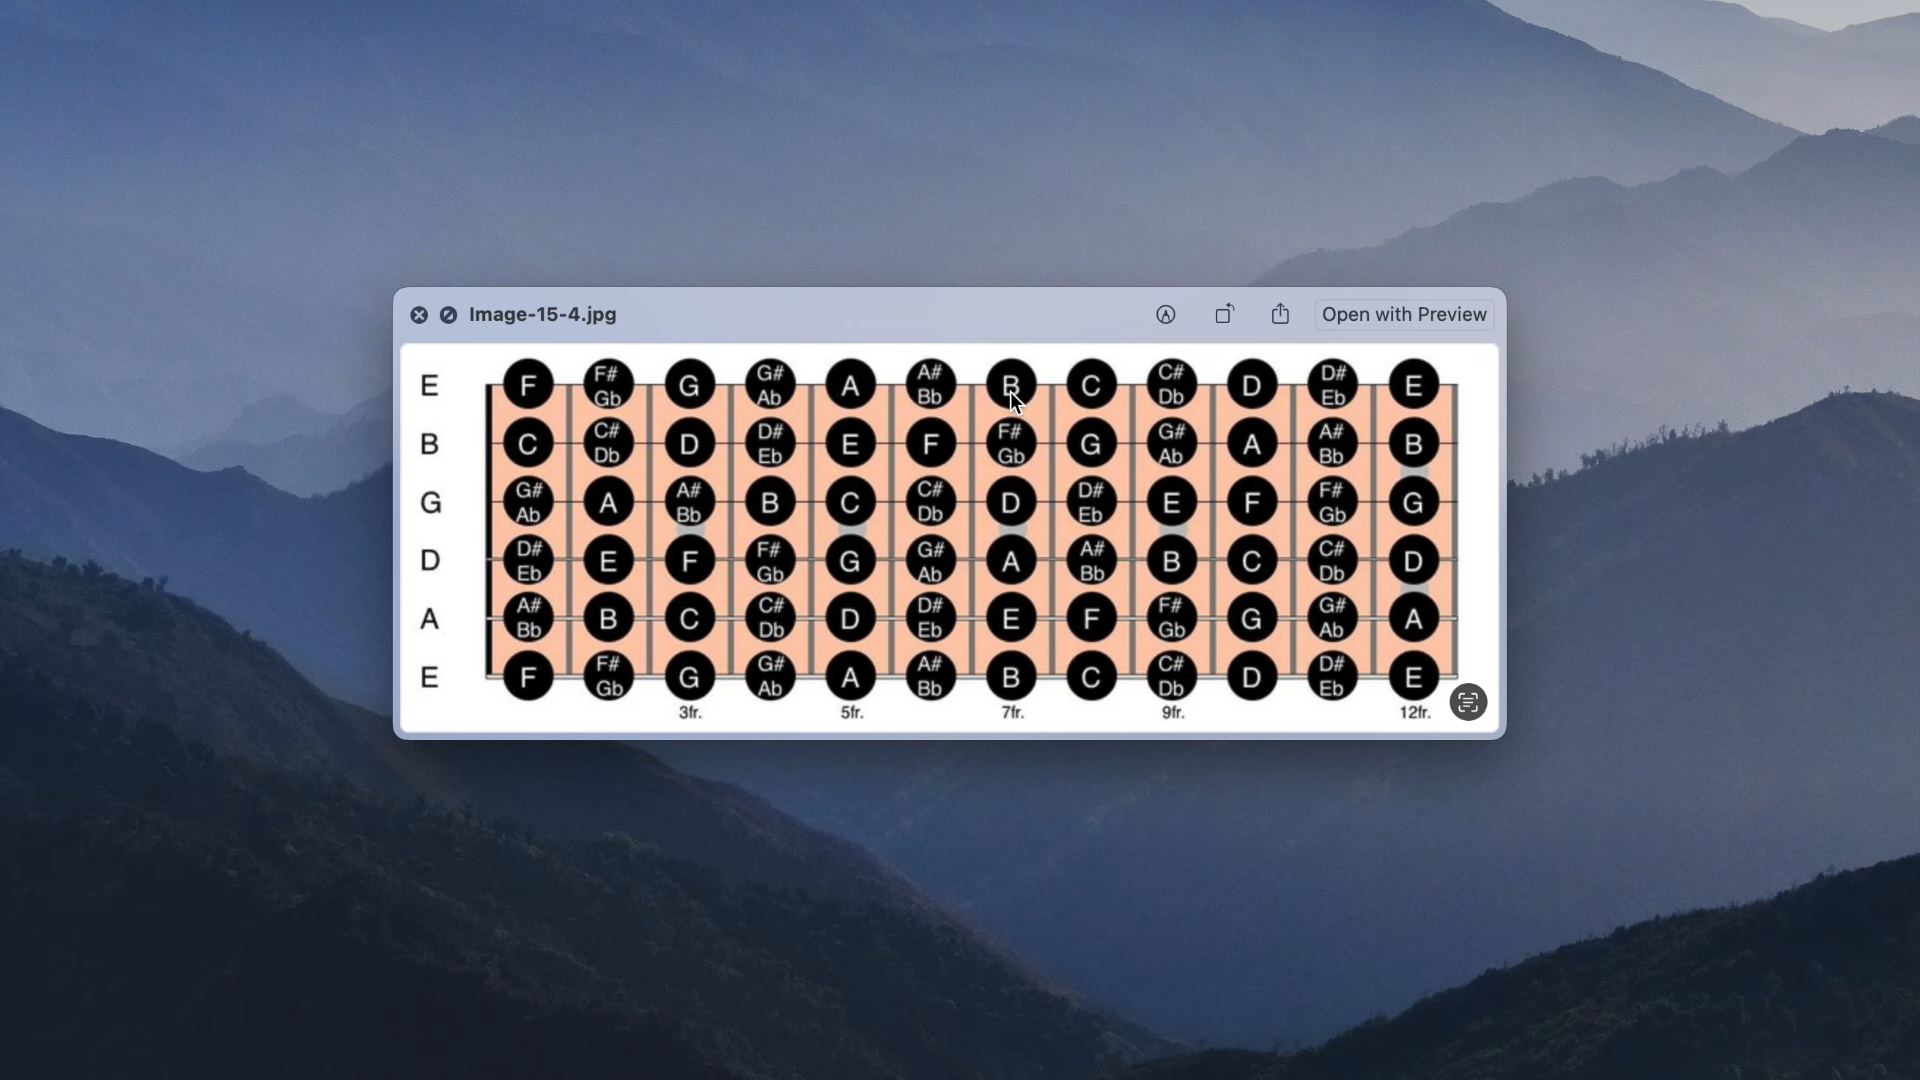 Image-15-4.jpg Open with Preview
E F F# Gb G G# Ab A A# Bb B C C# Db D D# Eb E
B C C# Db D D# Eb E F F# Gb G G# Ab A A# Bb B
G G# Ab A A# Bb B C C# Db D D# Eb E F F# Gb G
D D# Eb E F F# Gb G G# Ab A A# Bb B C C# Db D
A A# Bb B C C# Db D D# Eb E F F# Gb G G# Ab A
E F F# Gb G G# Ab A A# Bb B C C# Db D D# Eb E
3fr. 5fr. 7fr. 9fr. 12fr.